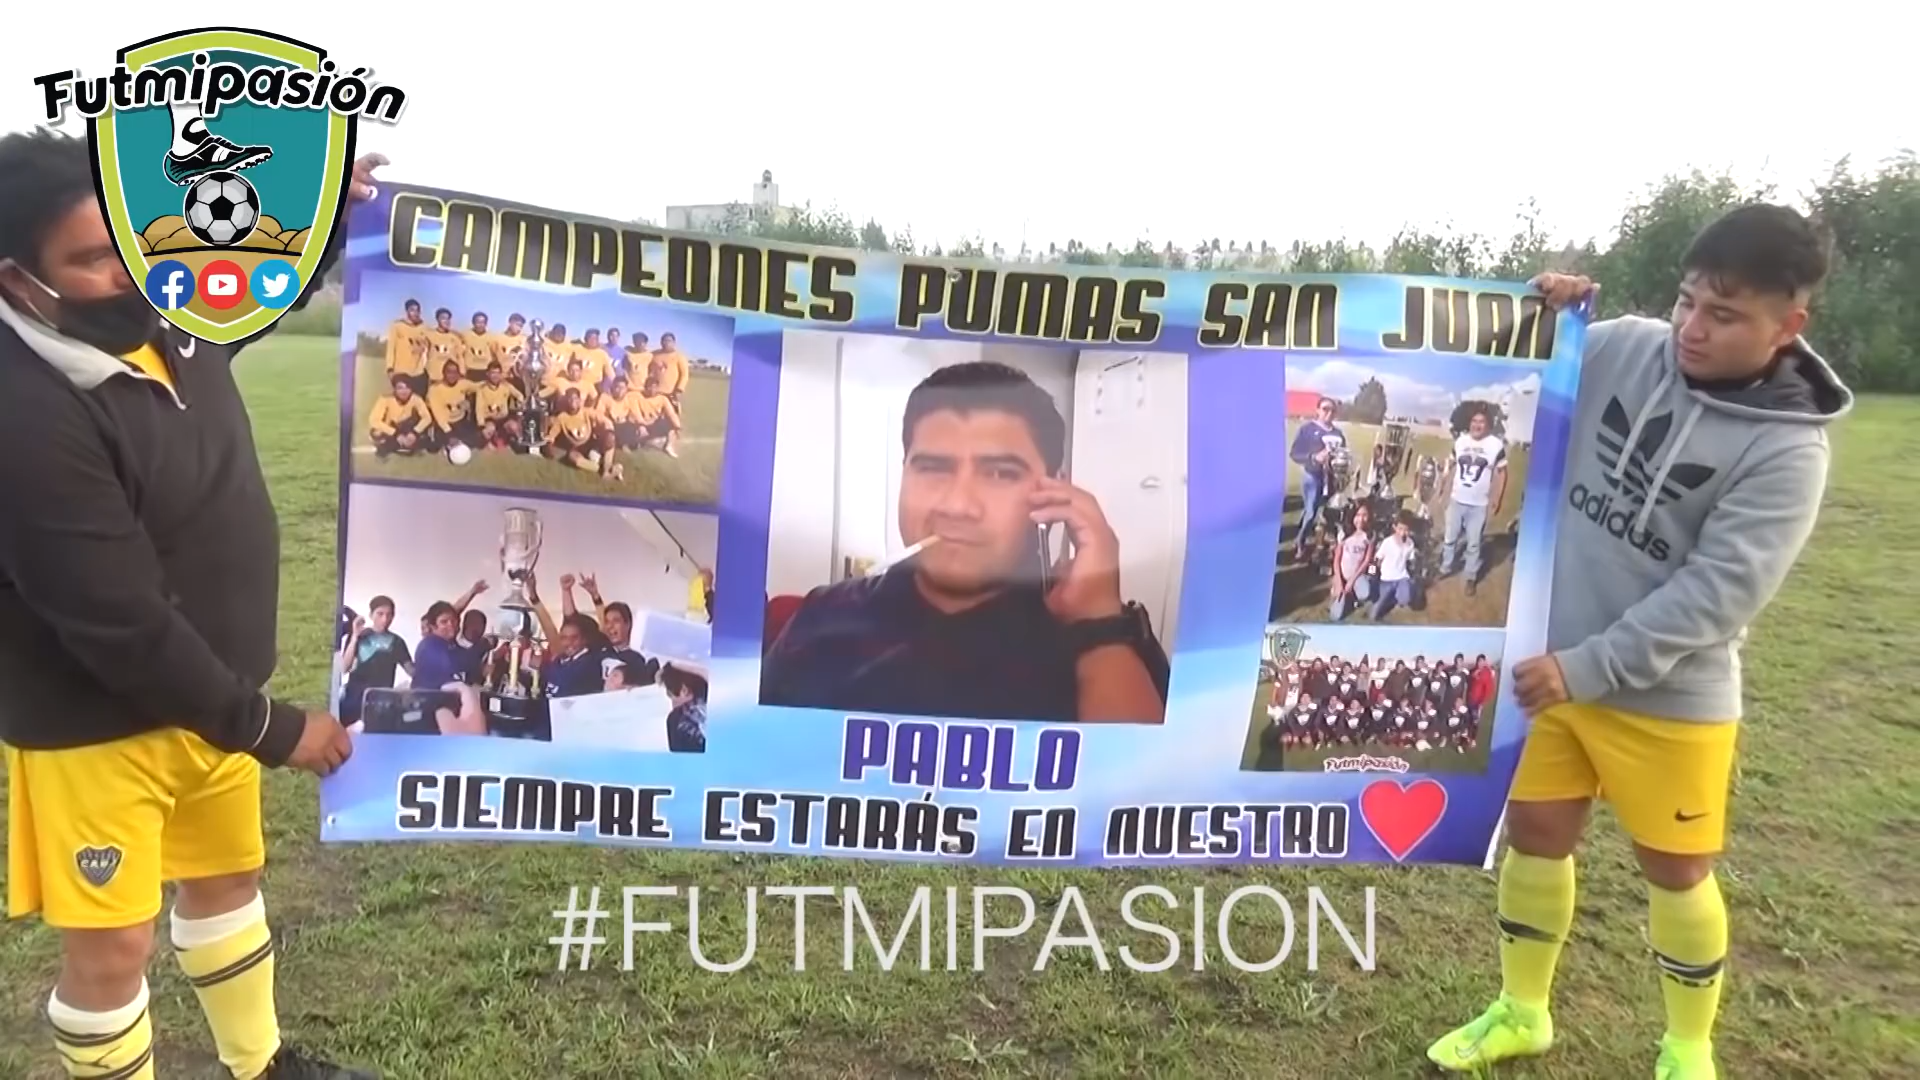 Futmipasión
CAMPEONES PUMAS SAN JUAN
adidas
Futmipasión
PABLO
SIEMPRE ESTARÁS EN NUESTRO
#FUTMIPASION